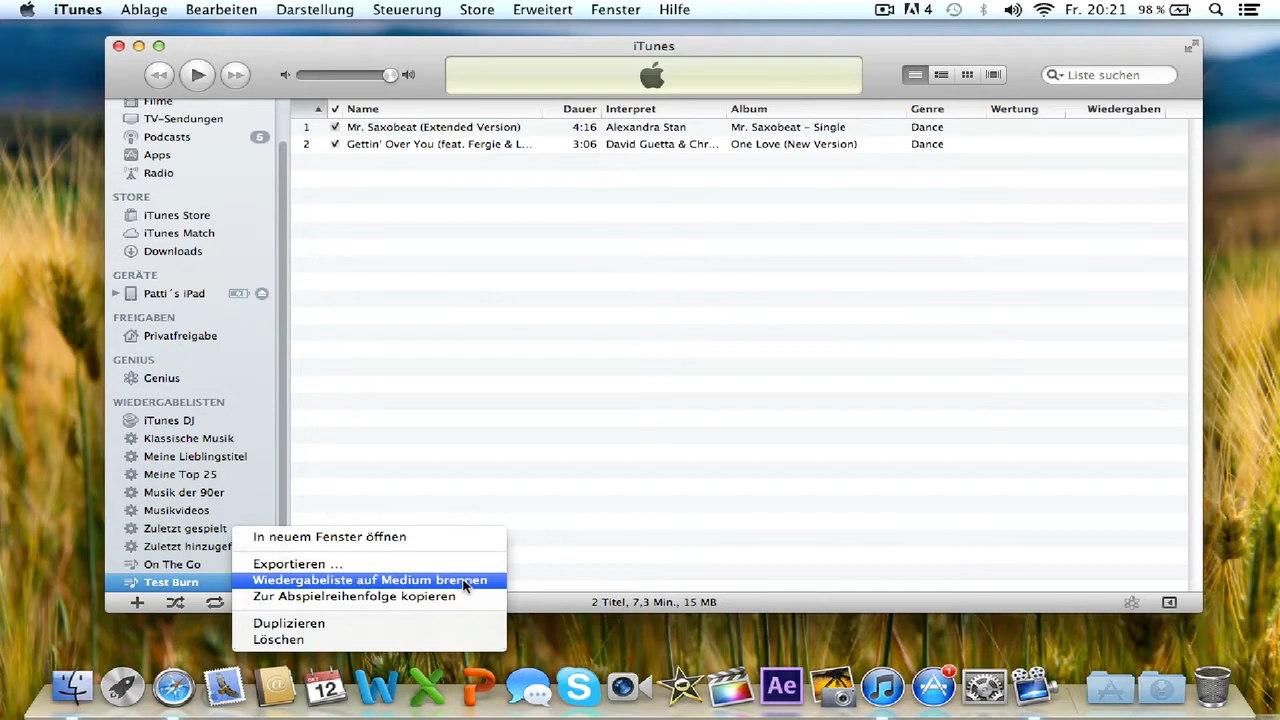 iTunes Ablage Bearbeiten Darstellung Steuerung Store Erweitert Fenster Hilfe 4 Fr. 20:21 98 %
iTunes
Liste suchen
Filme
TV-Sendungen
Podcasts 5
Apps
Radio
STORE
iTunes Store
iTunes Match
Downloads
GERÄTE
Patti´s iPad
FREIGABEN
Privatfreigabe
GENIUS
Genius
WIEDERGABELISTEN
iTunes DJ
Klassische Musik
Meine Lieblingstitel
Meine Top 25
Musik der 90er
Musikvideos
Zuletzt gespielt
Zuletzt hinzugef
On The Go
Test Burn
✓ Name Dauer Interpret Album Genre Wertung Wiedergaben
1 ✓ Mr. Saxobeat (Extended Version) 4:16 Alexandra Stan Mr. Saxobeat – Single Dance
2 ✓ Gettin' Over You (feat. Fergie & L... 3:06 David Guetta & Chr... One Love (New Version) Dance
In neuem Fenster öffnen
Exportieren ...
Wiedergabeliste auf Medium brennen
Zur Abspielreihenfolge kopieren
Duplizieren
Löschen
2 Titel, 7,3 Min., 15 MB
OKT
12
Ae
1